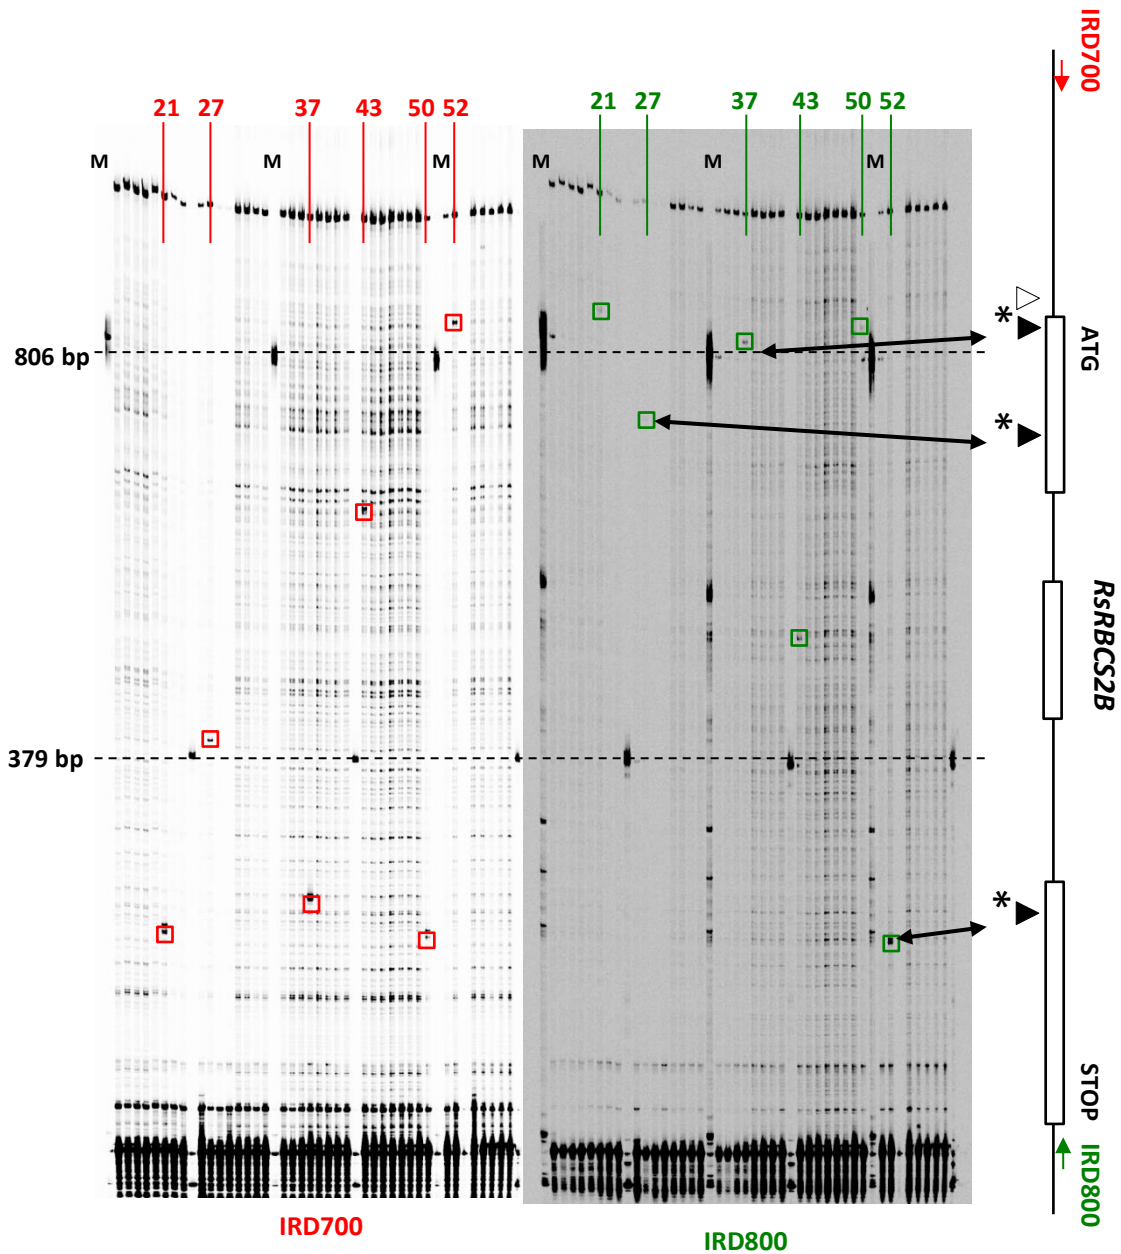 IRD700
21 27 37 43 50 52
21 27 37 43 50 52
M M M M M M
*
ATG
806 bp
*
RsRBCS2B
379 bp
*
STOP
IRD800
IRD700
IRD800